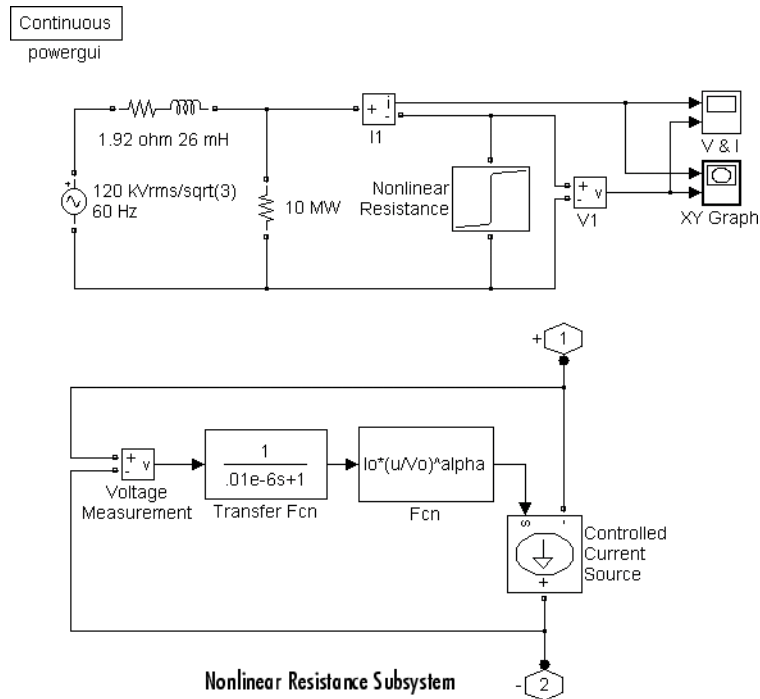 Continuous
powergui
1.92 ohm 26 mH
+
i
-
I1
V & I
120 kVrms/sqrt(3)
60 Hz
+
10 MW
Nonlinear
Resistance
+
-
v
V1
XY Graph
+
1
+
-
v
Voltage
Measurement
1
.01e-6s+1
Transfer Fcn
Io*(u/Vo)^alpha
Fcn
s
-
+
Controlled
Current
Source
Nonlinear Resistance Subsystem
-
2